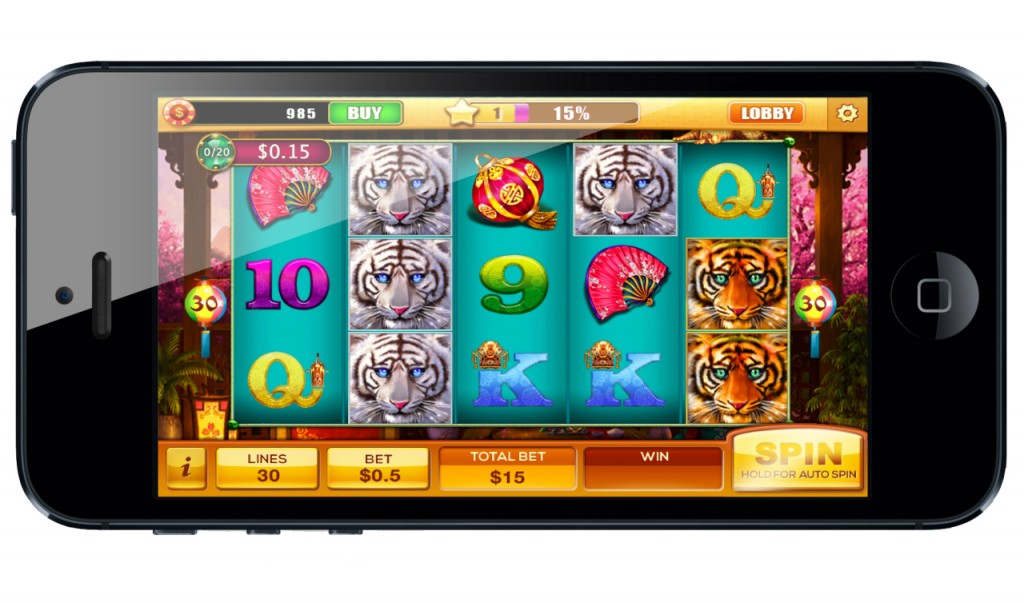 985 BUY 1 15% LOBBY
0/20 $0.15
Q
10 9
30 30
Q K K
i LINES BET TOTAL BET WIN SPIN
30 $0.5 $15 HOLD FOR AUTO SPIN